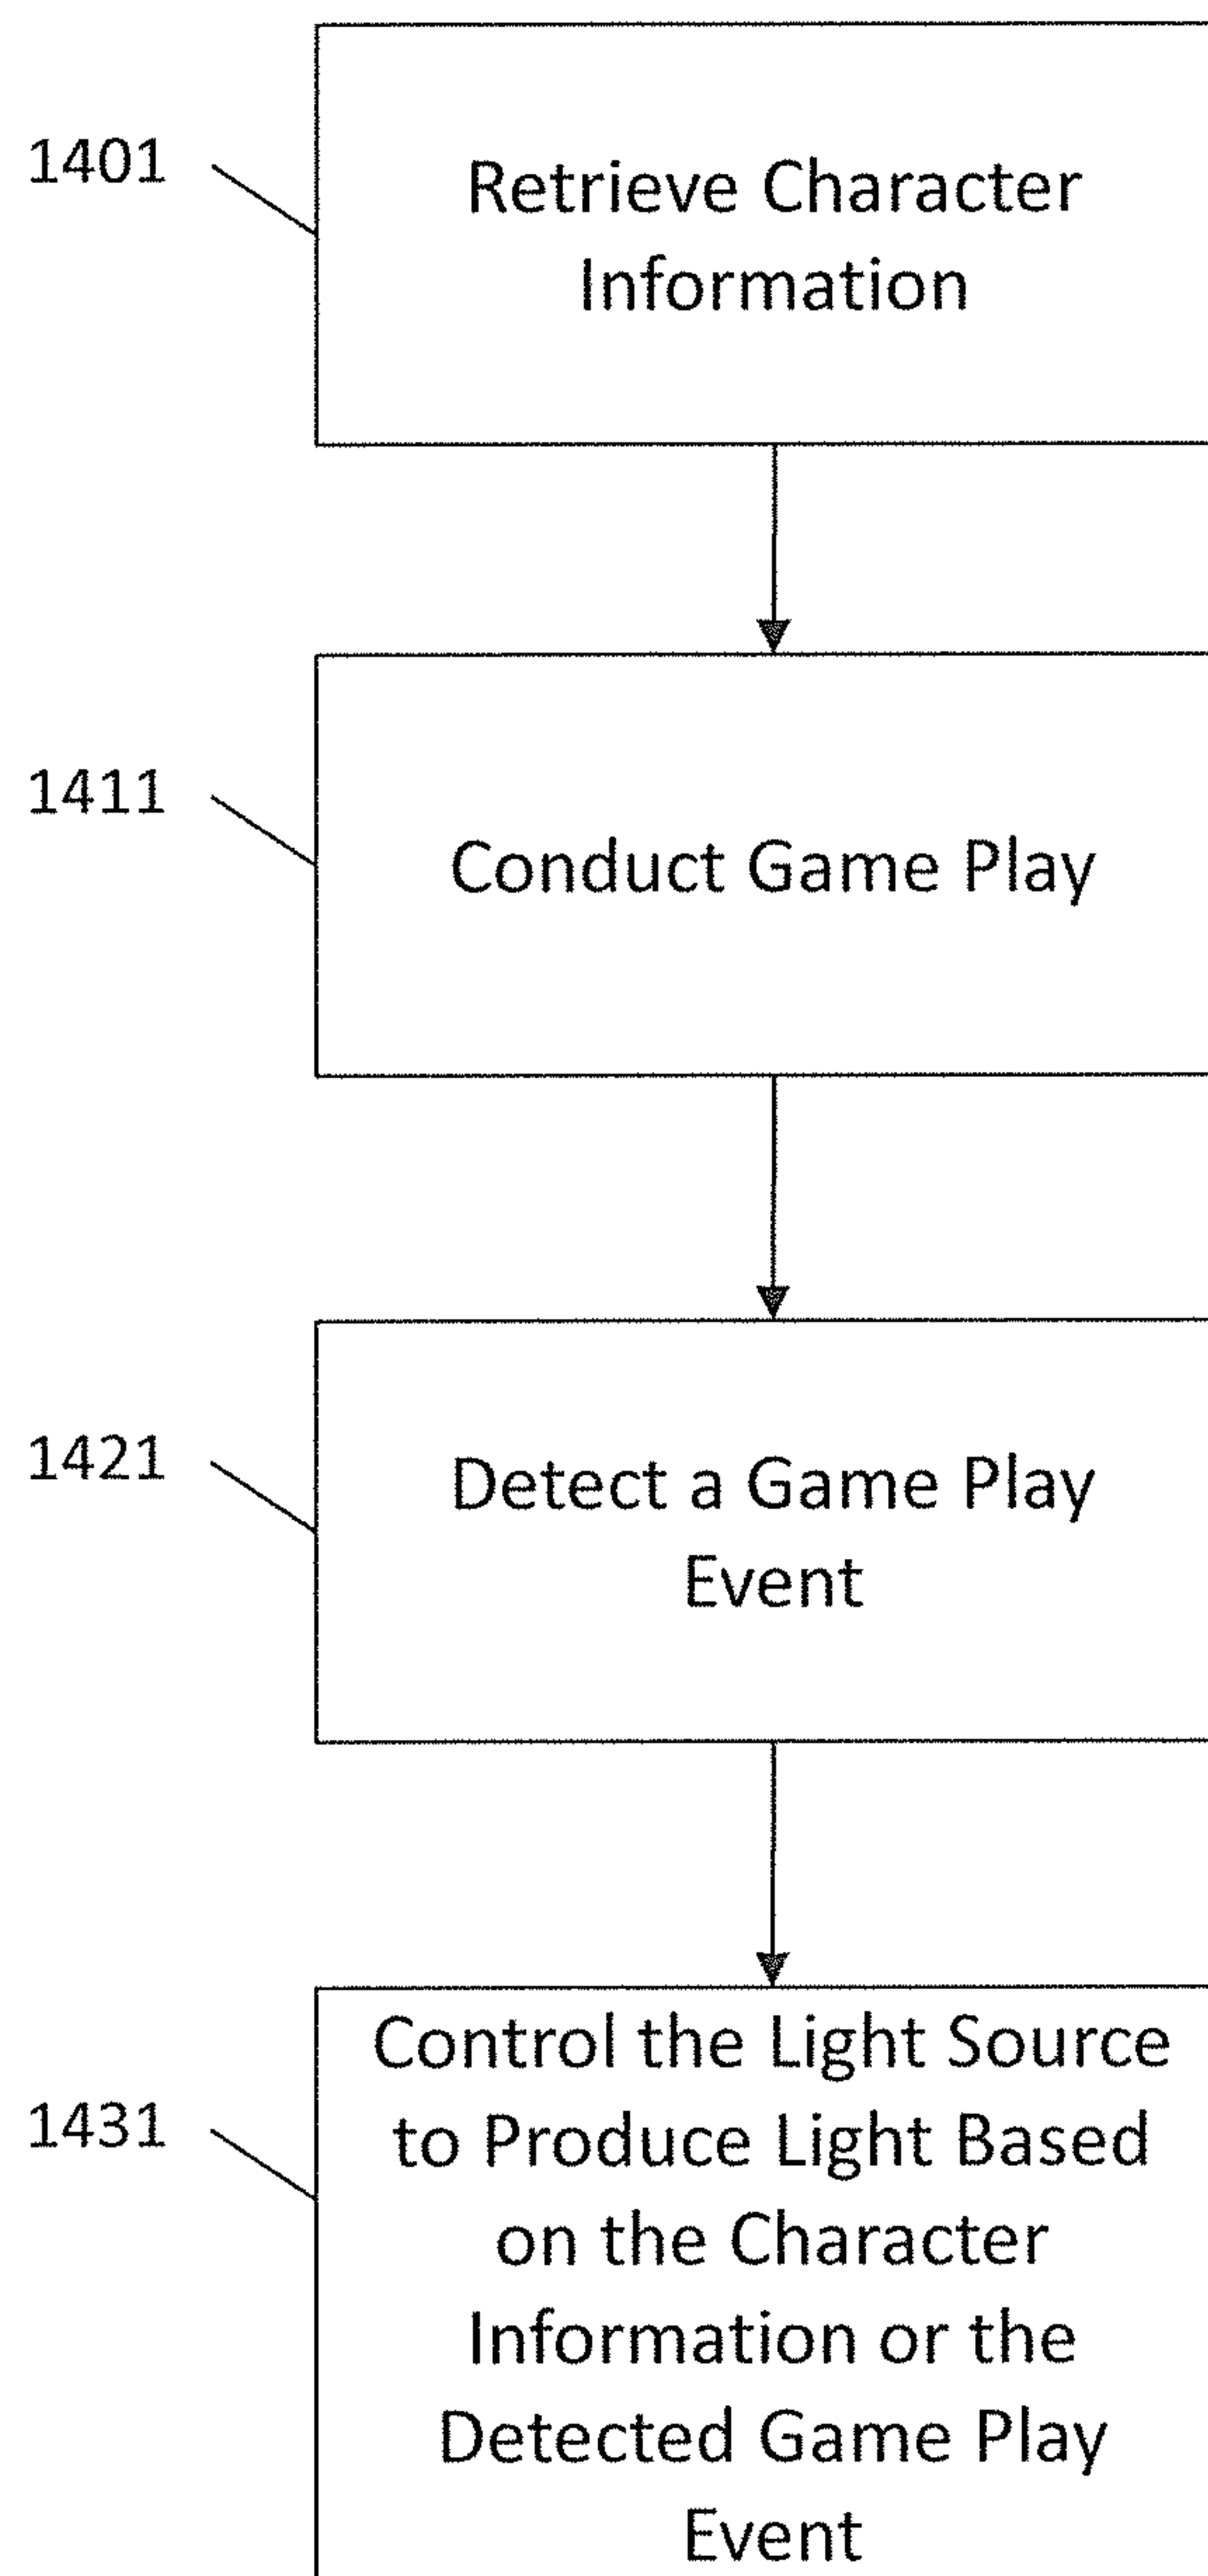 1401
Retrieve Character
Information
1411
Conduct Game Play
1421
Detect a Game Play
Event
1431
Control the Light Source
to Produce Light Based
on the Character
Information or the
Detected Game Play
Event